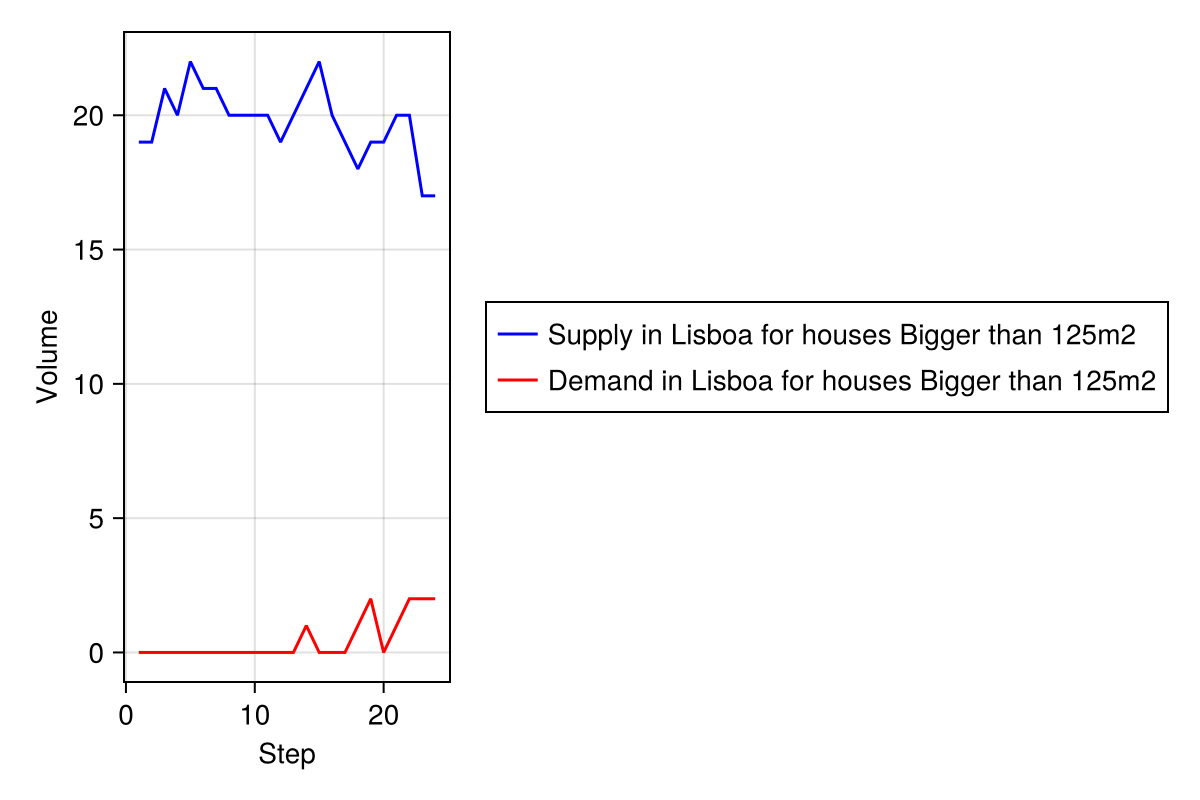 20
15
10
5
0
Volume
0 10 20
Step
Supply in Lisboa for houses Bigger than 125m2
Demand in Lisboa for houses Bigger than 125m2